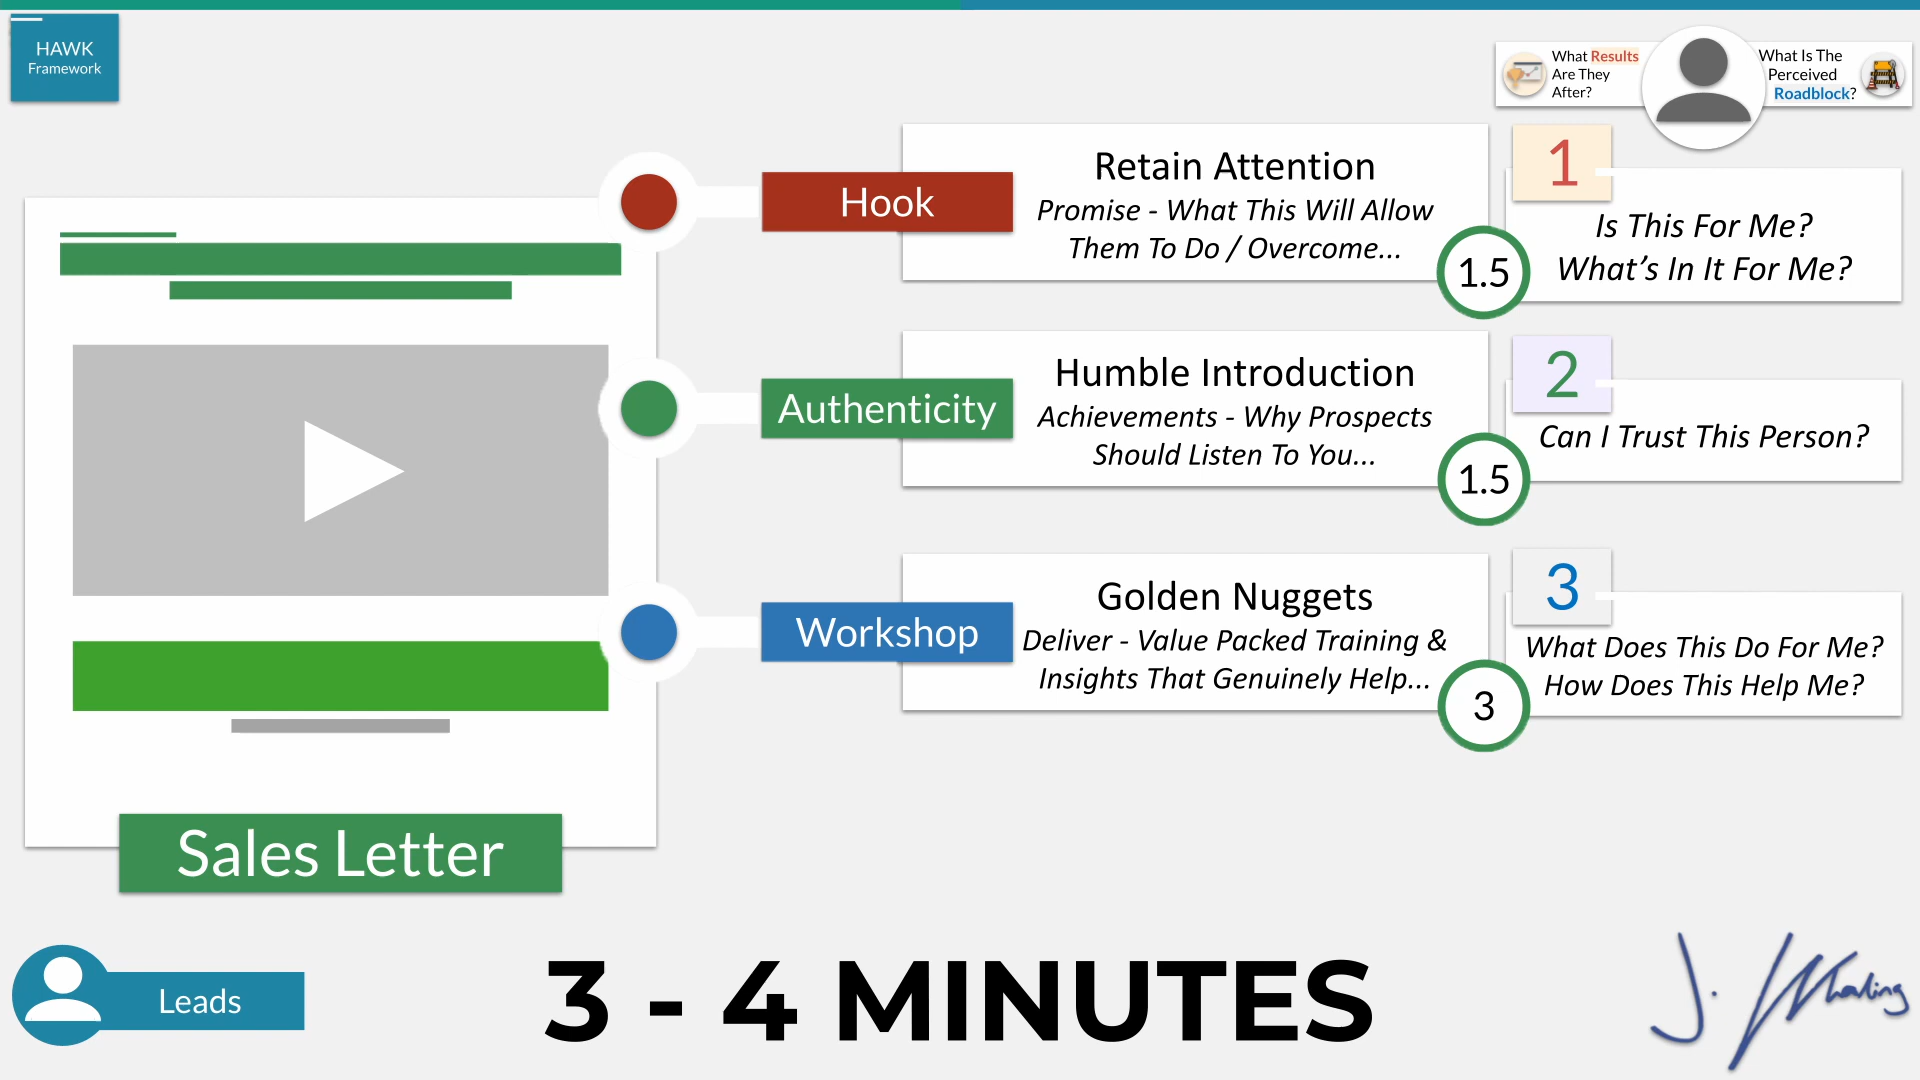 HAWK
Framework
What Results
Are They
After?
What Is The
Perceived
Roadblock?
Hook
Retain Attention
Promise - What This Will Allow
Them To Do / Overcome...
1.5
1
Is This For Me?
What’s In It For Me?
Authenticity
Humble Introduction
Achievements - Why Prospects
Should Listen To You...
1.5
2
Can I Trust This Person?
Workshop
Golden Nuggets
Deliver - Value Packed Training &
Insights That Genuinely Help...
3
3
What Does This Do For Me?
How Does This Help Me?
Sales Letter
Leads
3 - 4 MINUTES
J.